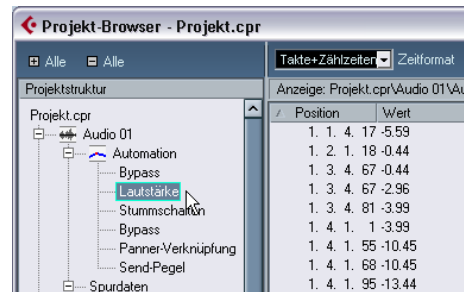 Projekt-Browser - Projekt.cpr
Alle Alle
Takte+Zählzeiten Zeitformat
Projektstruktur
Anzeige: Projekt.cpr\Audio 01\Au
Projekt.cpr
Audio 01
Automation
Bypass
Lautstärke
Stummschalten
Bypass
Panner-Verknüpfung
Send-Pegel
Spurdaten
Position Wert
1. 1. 4. 17 -5.59
1. 2. 1. 18 -0.44
1. 3. 4. 67 -0.44
1. 3. 4. 67 -2.96
1. 3. 4. 81 -3.99
1. 4. 1. 1 -3.99
1. 4. 1. 55 -10.45
1. 4. 1. 68 -10.45
1. 4. 1. 95 -13.44